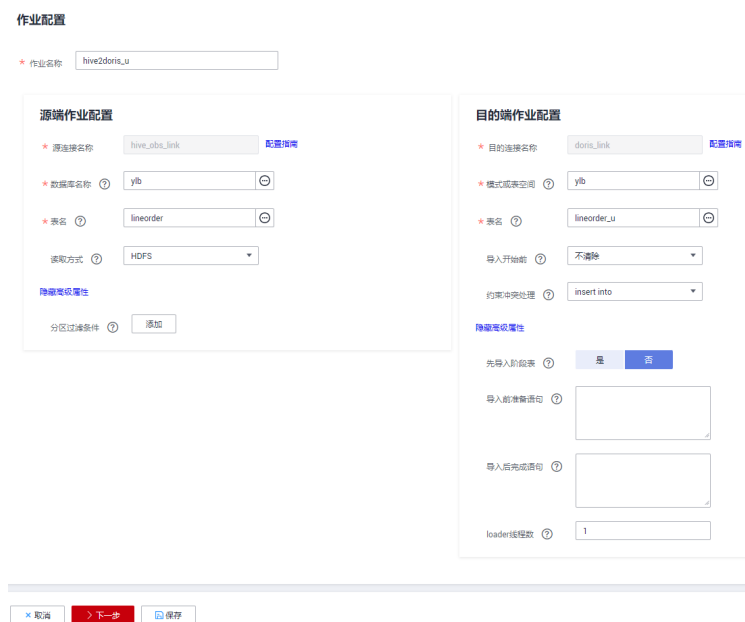 作业配置
* 作业名称 hive2doris_u
源端作业配置
* 源连接名称 hive_obs_link 配置指南
* 数据库名称 ylb
* 表名 lineorder
读取方式 HDFS
隐藏高级属性
分区过滤条件 添加
目的端作业配置
* 目的连接名称 doris_link 配置指南
* 模式或表空间 ylb
* 表名 lineorder_u
导入开始前 不清除
约束冲突处理 insert into
隐藏高级属性
先导入阶段表 是 否
导入前准备语句
导入后完成语句
loader线程数 1
× 取消 > 下一步 保存